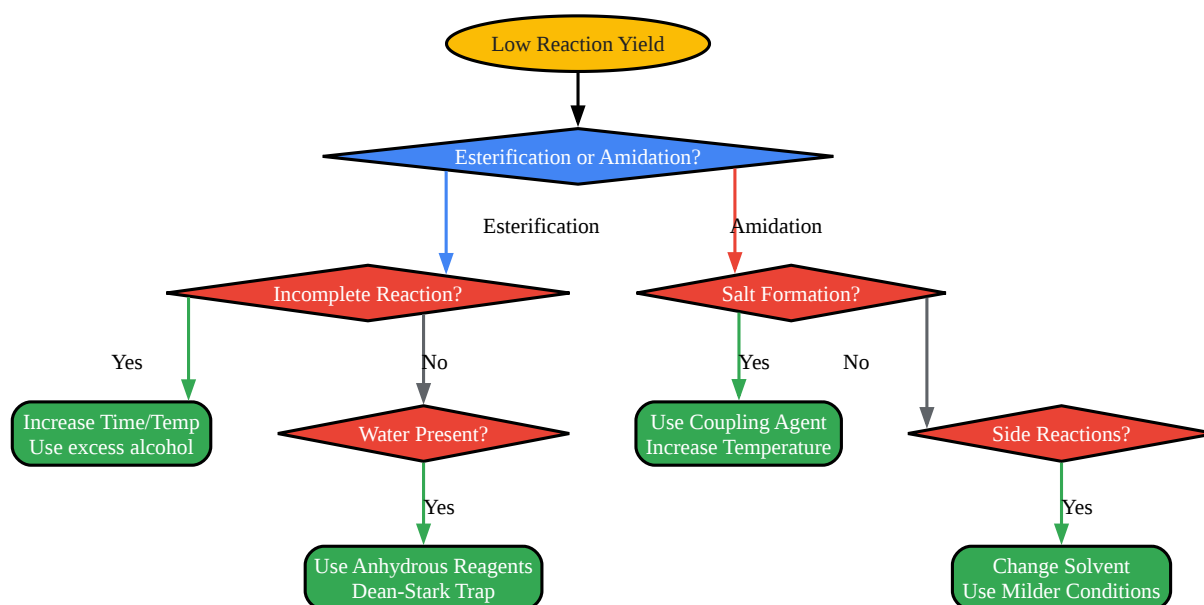 Low Reaction Yield
Esterification or Amidation?
Esterification
Amidation
Incomplete Reaction?
Salt Formation?
Yes
No
Yes
No
Increase Time/Temp
Use excess alcohol
Water Present?
Use Coupling Agent
Increase Temperature
Side Reactions?
Yes
Yes
Use Anhydrous Reagents
Dean-Stark Trap
Change Solvent
Use Milder Conditions